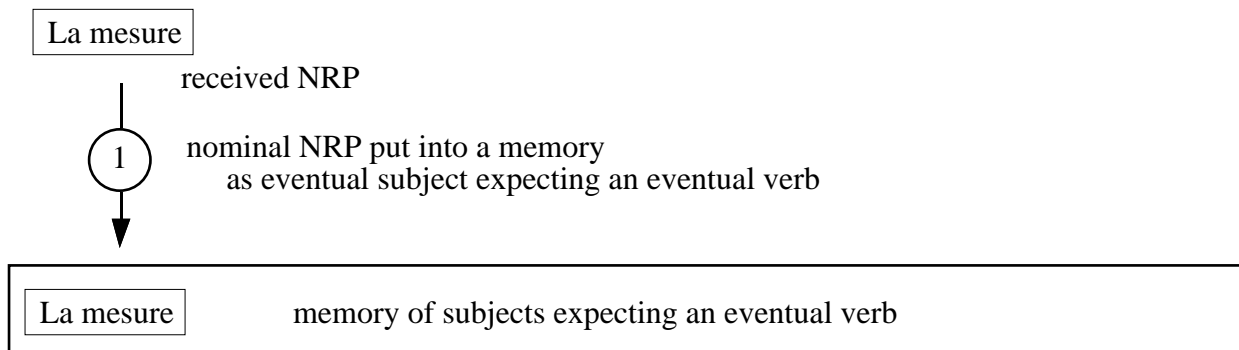 La mesure
received NRP
1
nominal NRP put into a memory
as eventual subject expecting an eventual verb
La mesure
memory of subjects expecting an eventual verb